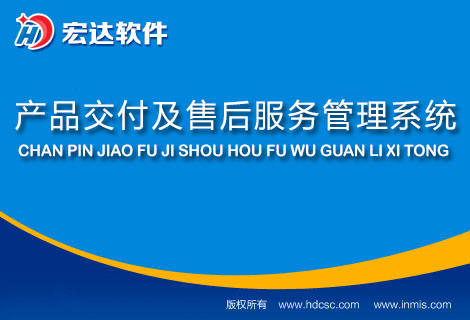 HD 宏达软件
产品交付及售后服务管理系统
CHAN PIN JIAO FU JI SHOU HOU FU WU GUAN LI XI TONG
版权所有 www.hdcsc.com www.inmis.com